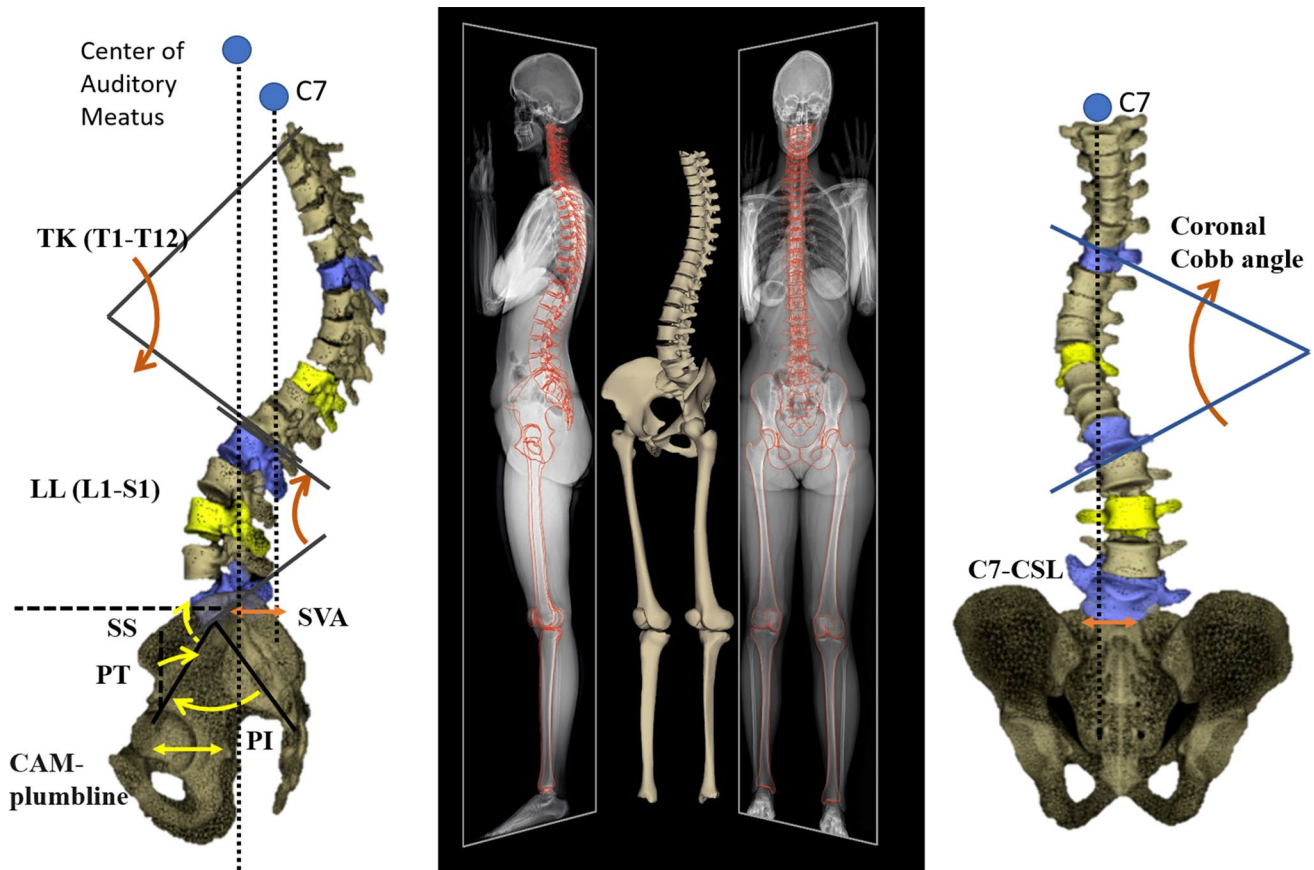 Center of
Auditory
Meatus
C7
TK (T1-T12)
LL (L1-S1)
SS
SVA
PT
PI
CAM-
plumbline
C7
Coronal
Cobb angle
C7-CSL